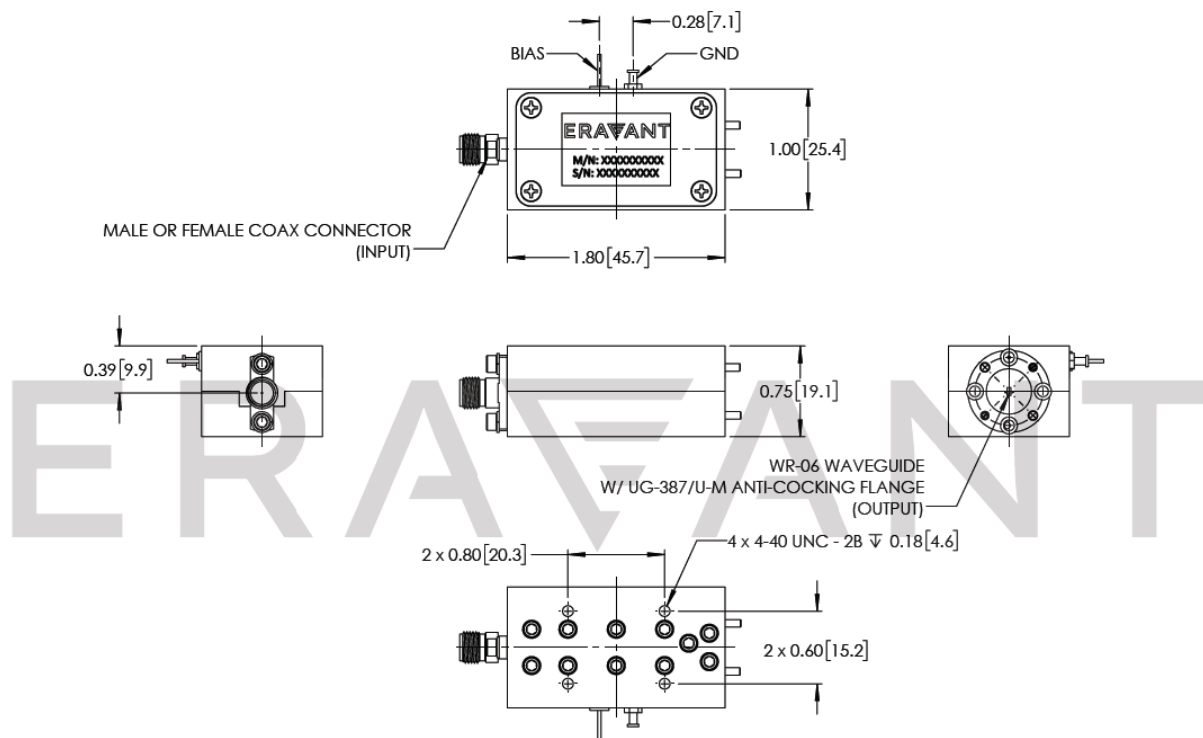 0.28[7.1]
BIAS
GND
ERAVANT
M/N: XXXXXXXXXX
S/N: XXXXXXXXXX
1.00[25.4]
MALE OR FEMALE COAX CONNECTOR
(INPUT)
1.80[45.7]
0.39[9.9]
0.75[19.1]
ERAVANT
WR-06 WAVEGUIDE
W/ UG-387/U-M ANTI-COCKING FLANGE
(OUTPUT)
2 x 0.80[20.3]
4 x 4-40 UNC - 2B ↧ 0.18[4.6]
2 x 0.60[15.2]